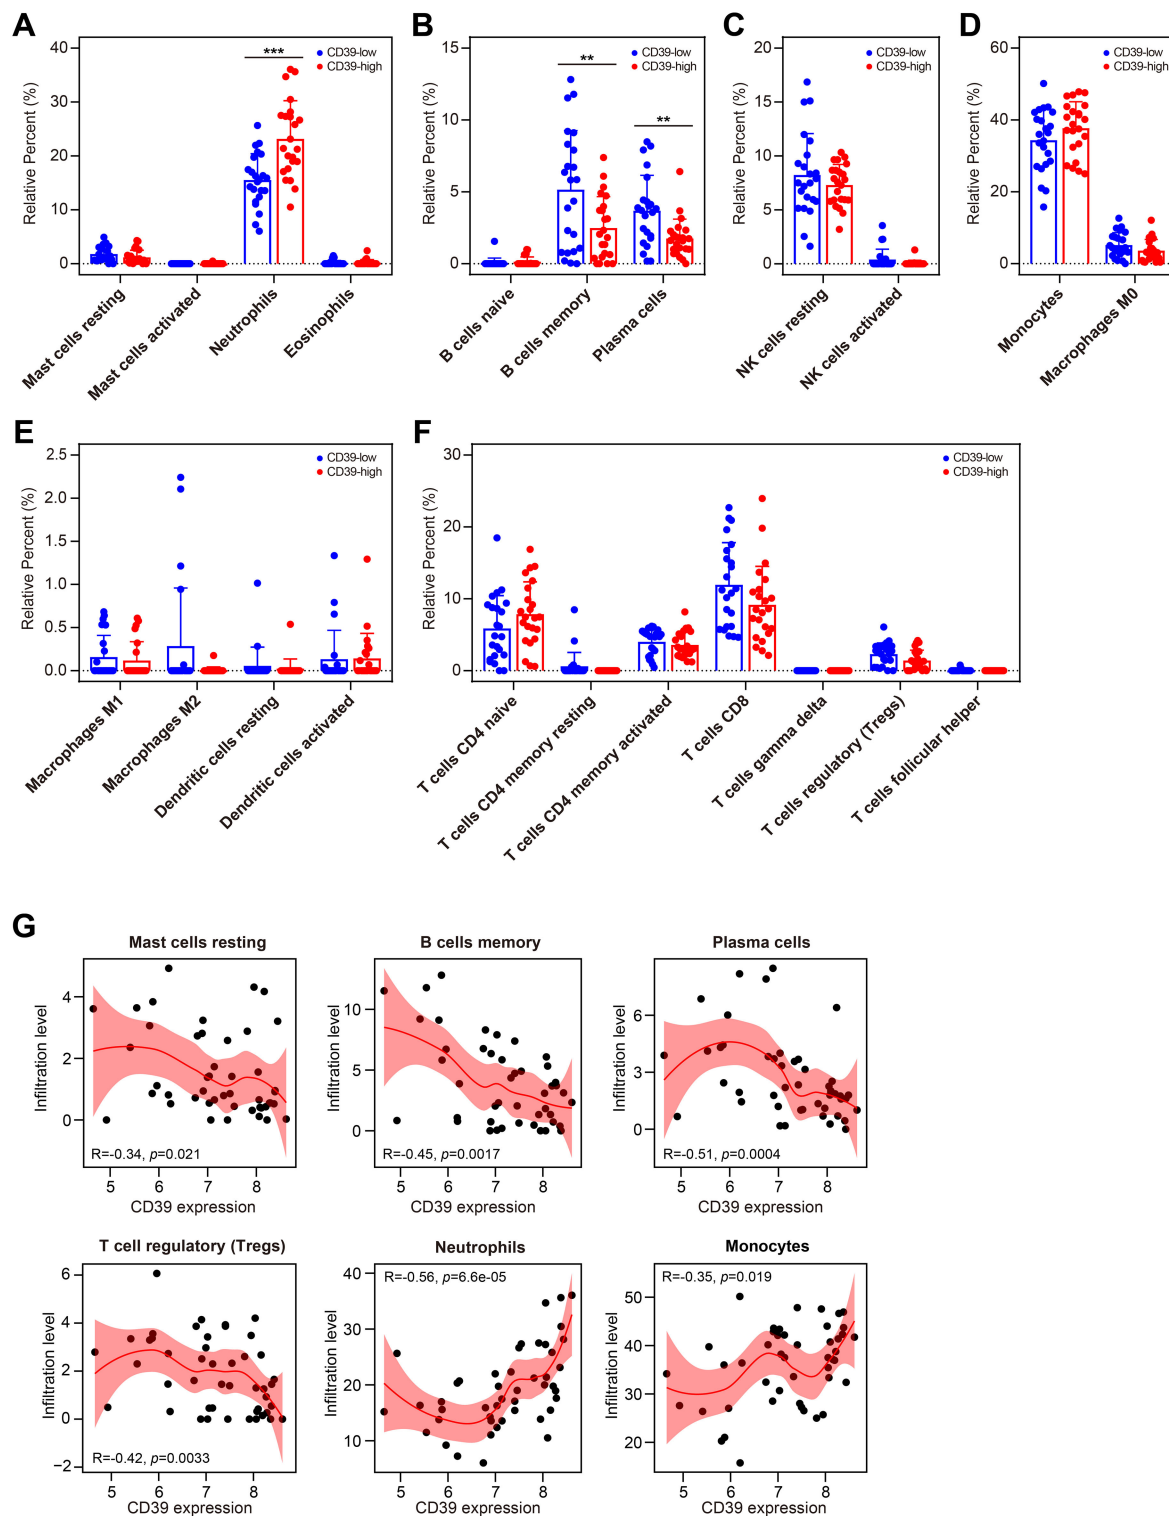 A
CD39-low
CD39-high
***
Relative Percent (%)
40
30
20
10
0
Mast cells resting
Mast cells activated
Neutrophils
Eosinophils
B
CD39-low
CD39-high
**
**
Relative Percent (%)
15
10
5
0
B cells naive
B cells memory
Plasma cells
C
CD39-low
CD39-high
Relative Percent (%)
20
15
10
5
0
NK cells resting
NK cells activated
D
CD39-low
CD39-high
Relative Percent (%)
60
40
20
0
Monocytes
Macrophages M0
E
CD39-low
CD39-high
Relative Percent (%)
2.5
2.0
1.5
1.0
0.5
0.0
Macrophages M1
Macrophages M2
Dendritic cells resting
Dendritic cells activated
F
CD39-low
CD39-high
Relative Percent (%)
30
20
10
0
T cells CD4 naive
T cells CD4 memory resting
T cells CD4 memory activated
T cells CD8
T cells gamma delta
T cells regulatory (Tregs)
T cells follicular helper
G
Mast cells resting
Infiltration level
4
2
0
R=-0.34, p=0.021
5 6 7 8
CD39 expression
B cells memory
Infiltration level
10
5
0
R=-0.45, p=0.0017
5 6 7 8
CD39 expression
Plasma cells
Infiltration level
6
3
0
R=-0.51, p=0.0004
5 6 7 8
CD39 expression
T cell regulatory (Tregs)
Infiltration level
6
4
2
0
−2
R=-0.42, p=0.0033
5 6 7 8
CD39 expression
Neutrophils
R=-0.56, p=6.6e-05
Infiltration level
40
30
20
10
5 6 7 8
CD39 expression
Monocytes
R=-0.35, p=0.019
Infiltration level
50
40
30
20
5 6 7 8
CD39 expression